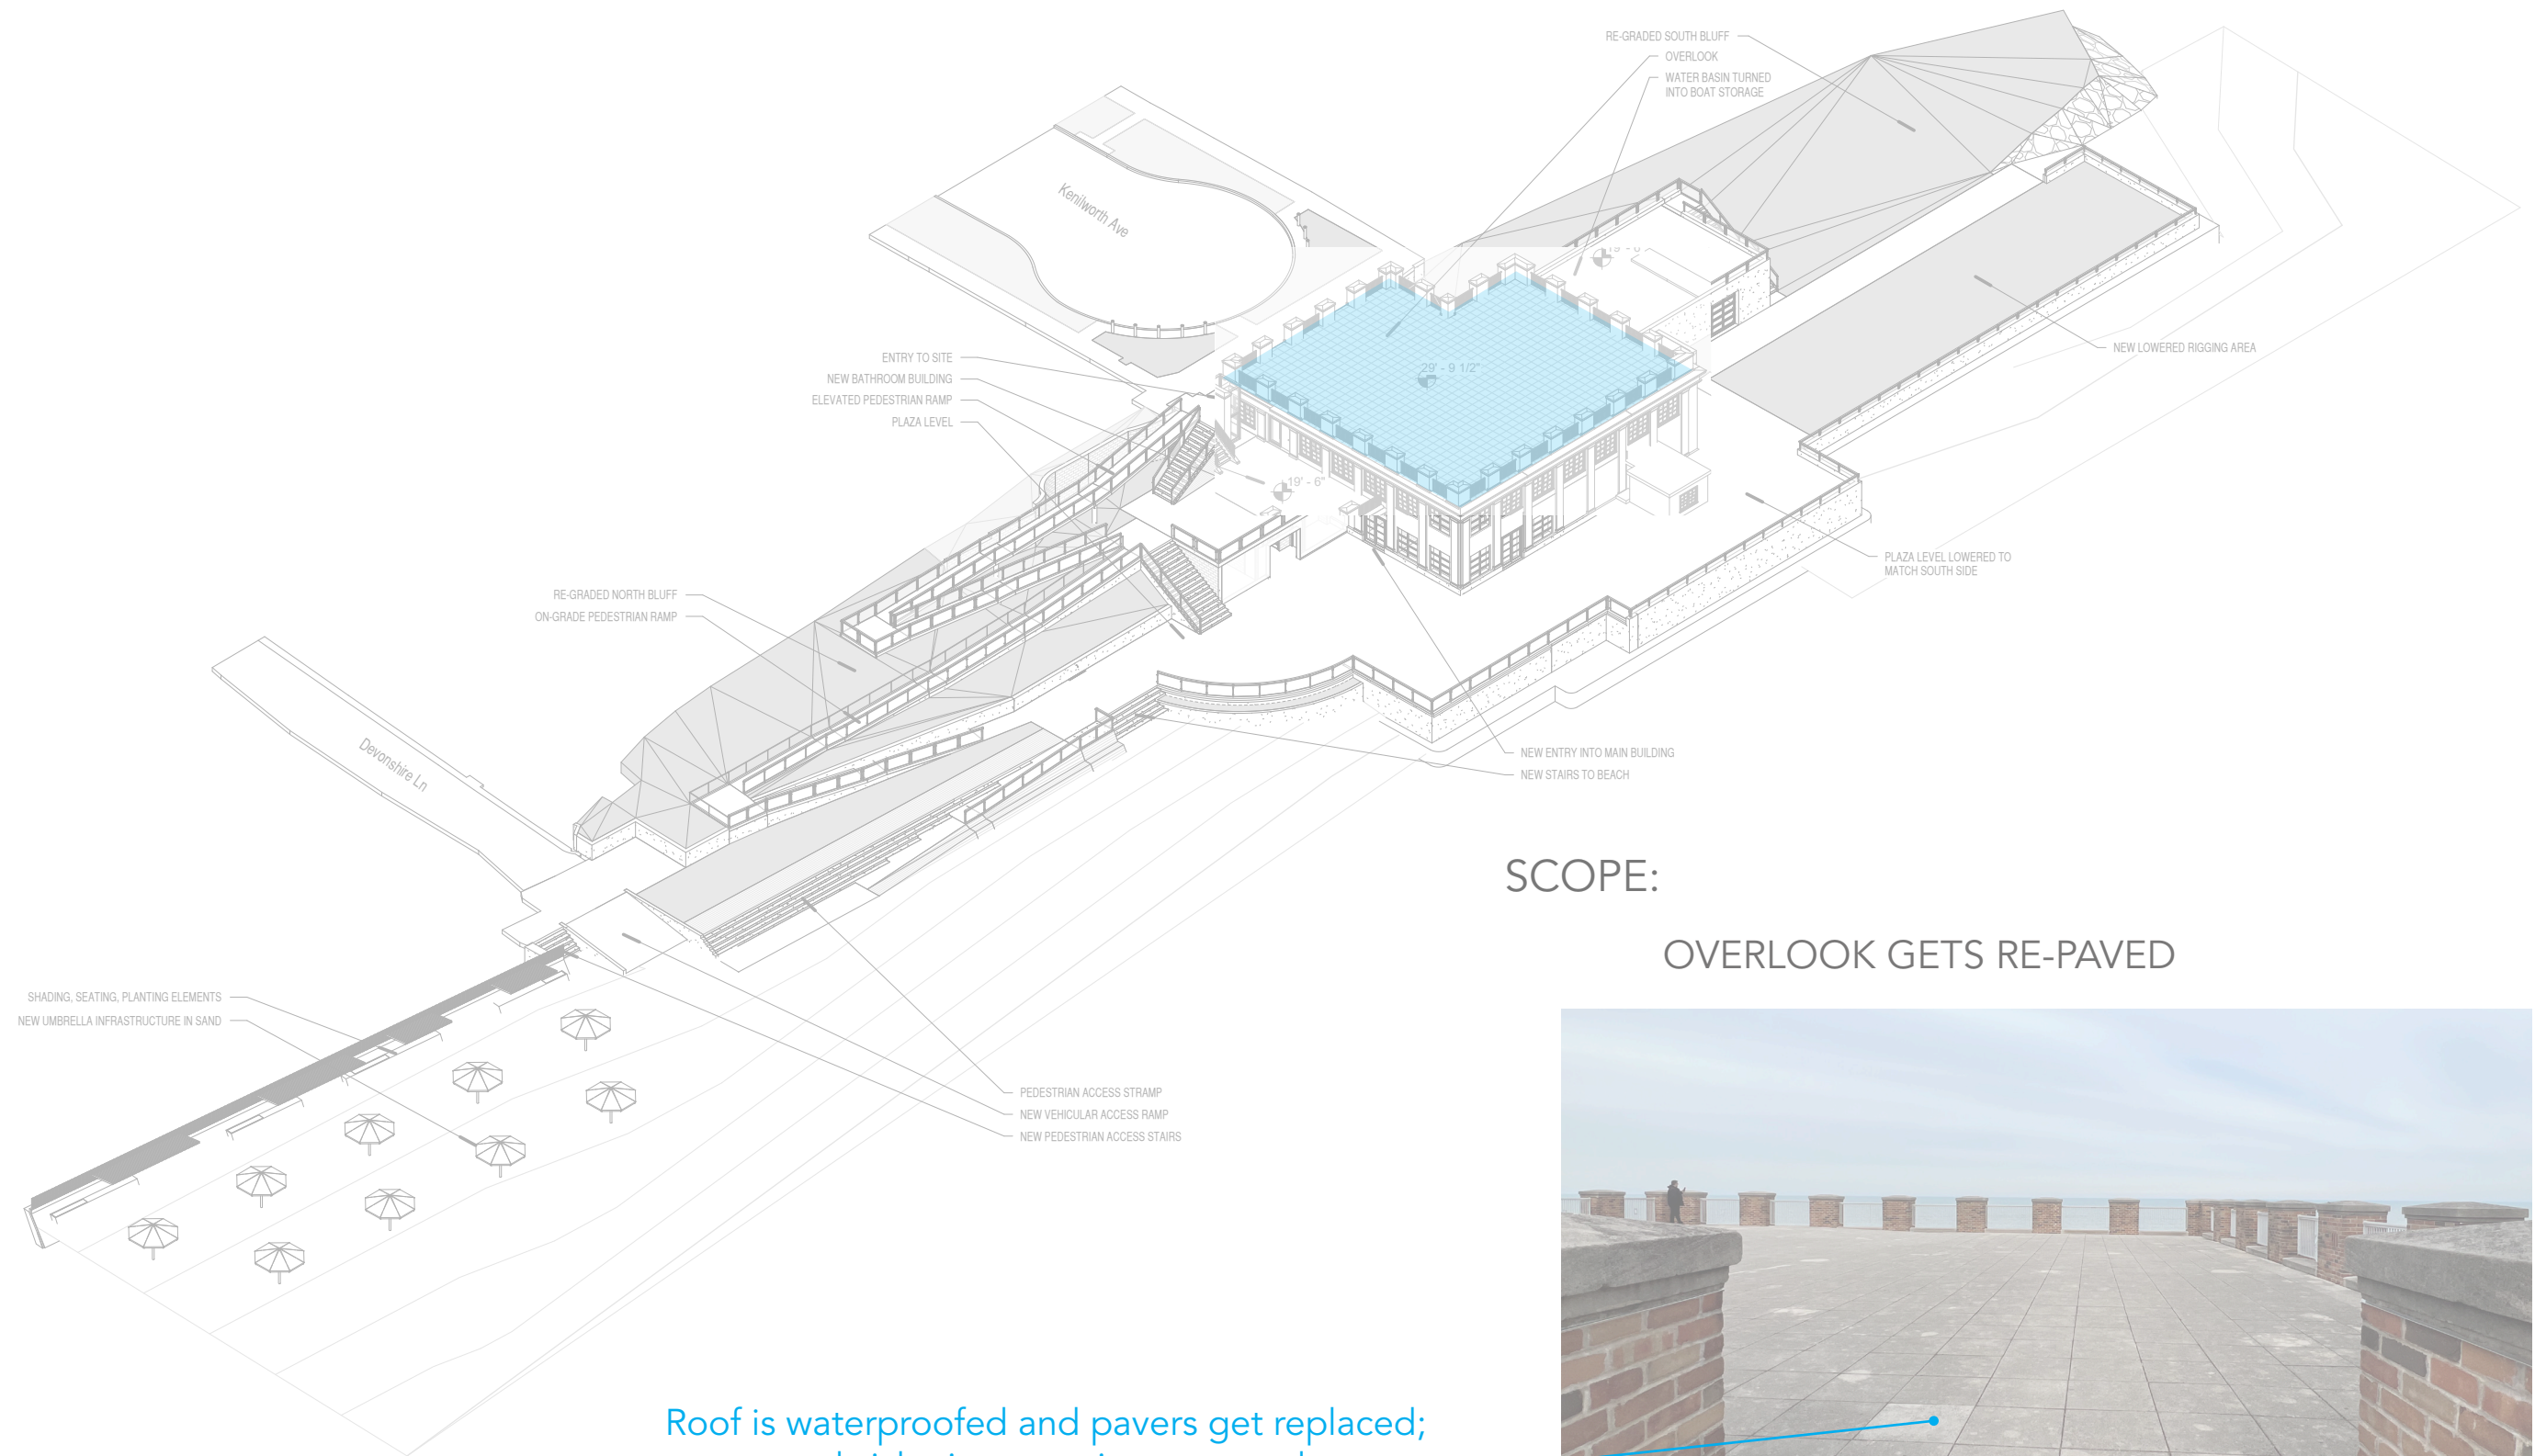 RE-GRADED SOUTH BLUFF
OVERLOOK
WATER BASIN TURNED
INTO BOAT STORAGE
Kenilworth Ave
ENTRY TO SITE
NEW BATHROOM BUILDING
ELEVATED PEDESTRIAN RAMP
PLAZA LEVEL
29' - 9 1/2"
19' - 6"
NEW LOWERED RIGGING AREA
PLAZA LEVEL LOWERED TO
MATCH SOUTH SIDE
RE-GRADED NORTH BLUFF
ON-GRADE PEDESTRIAN RAMP
Devonshire Ln
NEW ENTRY INTO MAIN BUILDING
NEW STAIRS TO BEACH
SCOPE:
OVERLOOK GETS RE-PAVED
SHADING, SEATING, PLANTING ELEMENTS
NEW UMBRELLA INFRASTRUCTURE IN SAND
PEDESTRIAN ACCESS STRAMP
NEW VEHICULAR ACCESS RAMP
NEW PEDESTRIAN ACCESS STAIRS
Roof is waterproofed and pavers get replaced;